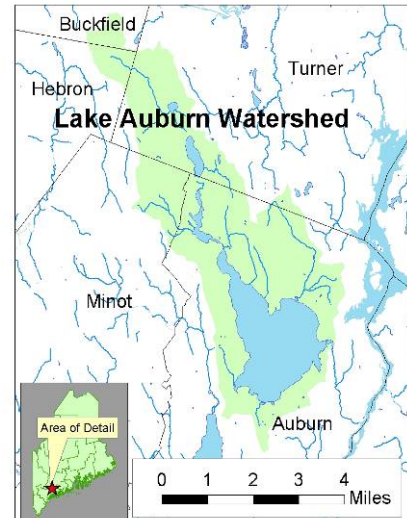 Buckfield
Turner
Hebron
Lake Auburn Watershed
Minot
Area of Detail
Auburn
0 1 2 3 4
Miles